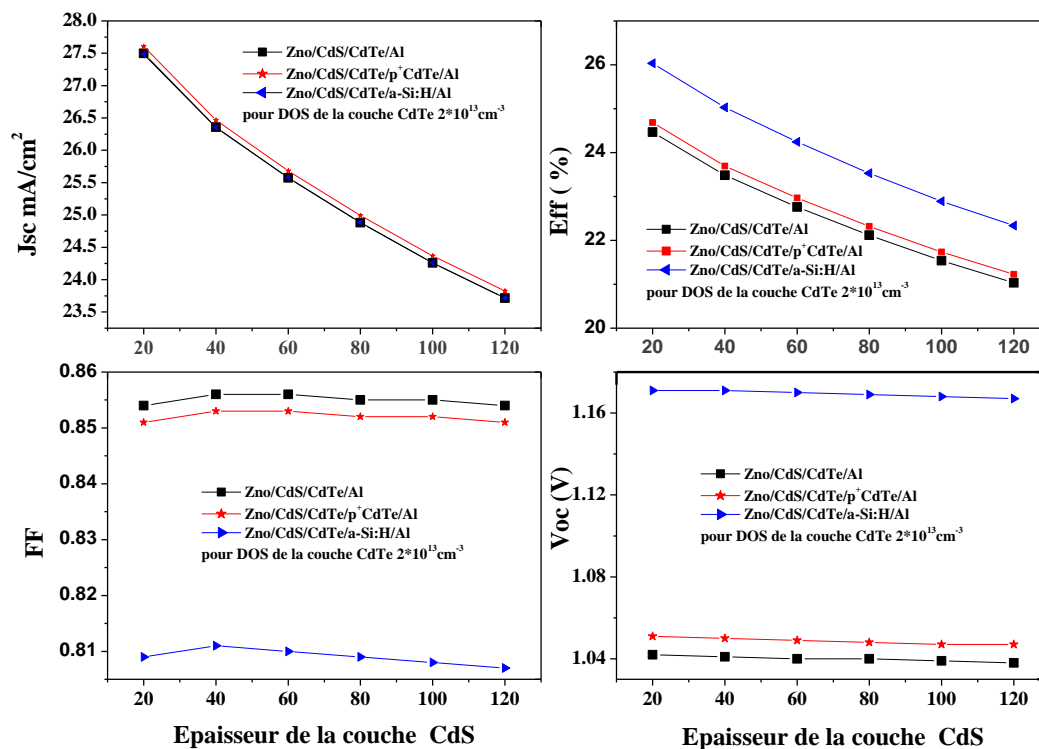 28.0
27.5
27.0
26.5
26.0
25.5
25.0
24.5
24.0
23.5
Jsc mA/cm²
Zno/CdS/CdTe/Al
Zno/CdS/CdTe/p⁺CdTe/Al
Zno/CdS/CdTe/a-Si:H/Al
pour DOS de la couche CdTe 2*10¹³cm⁻³
20 40 60 80 100 120
26
24
22
20
Eff ( %)
Zno/CdS/CdTe/Al
Zno/CdS/CdTe/p⁺CdTe/Al
Zno/CdS/CdTe/a-Si:H/Al
pour DOS de la couche CdTe 2*10¹³cm⁻³
20 40 60 80 100 120
0.86
0.85
0.84
0.83
0.82
0.81
FF
Zno/CdS/CdTe/Al
Zno/CdS/CdTe/p⁺CdTe/Al
Zno/CdS/CdTe/a-Si:H/Al
pour DOS de la couche CdTe 2*10¹³cm⁻³
20 40 60 80 100 120
Epaisseur de la couche CdS
1.16
1.12
1.08
1.04
Voc (V)
Zno/CdS/CdTe/Al
Zno/CdS/CdTe/p⁺CdTe/Al
Zno/CdS/CdTe/a-Si:H/Al
pour DOS de la couche CdTe 2*10¹³cm⁻³
20 40 60 80 100 120
Epaisseur de la couche CdS